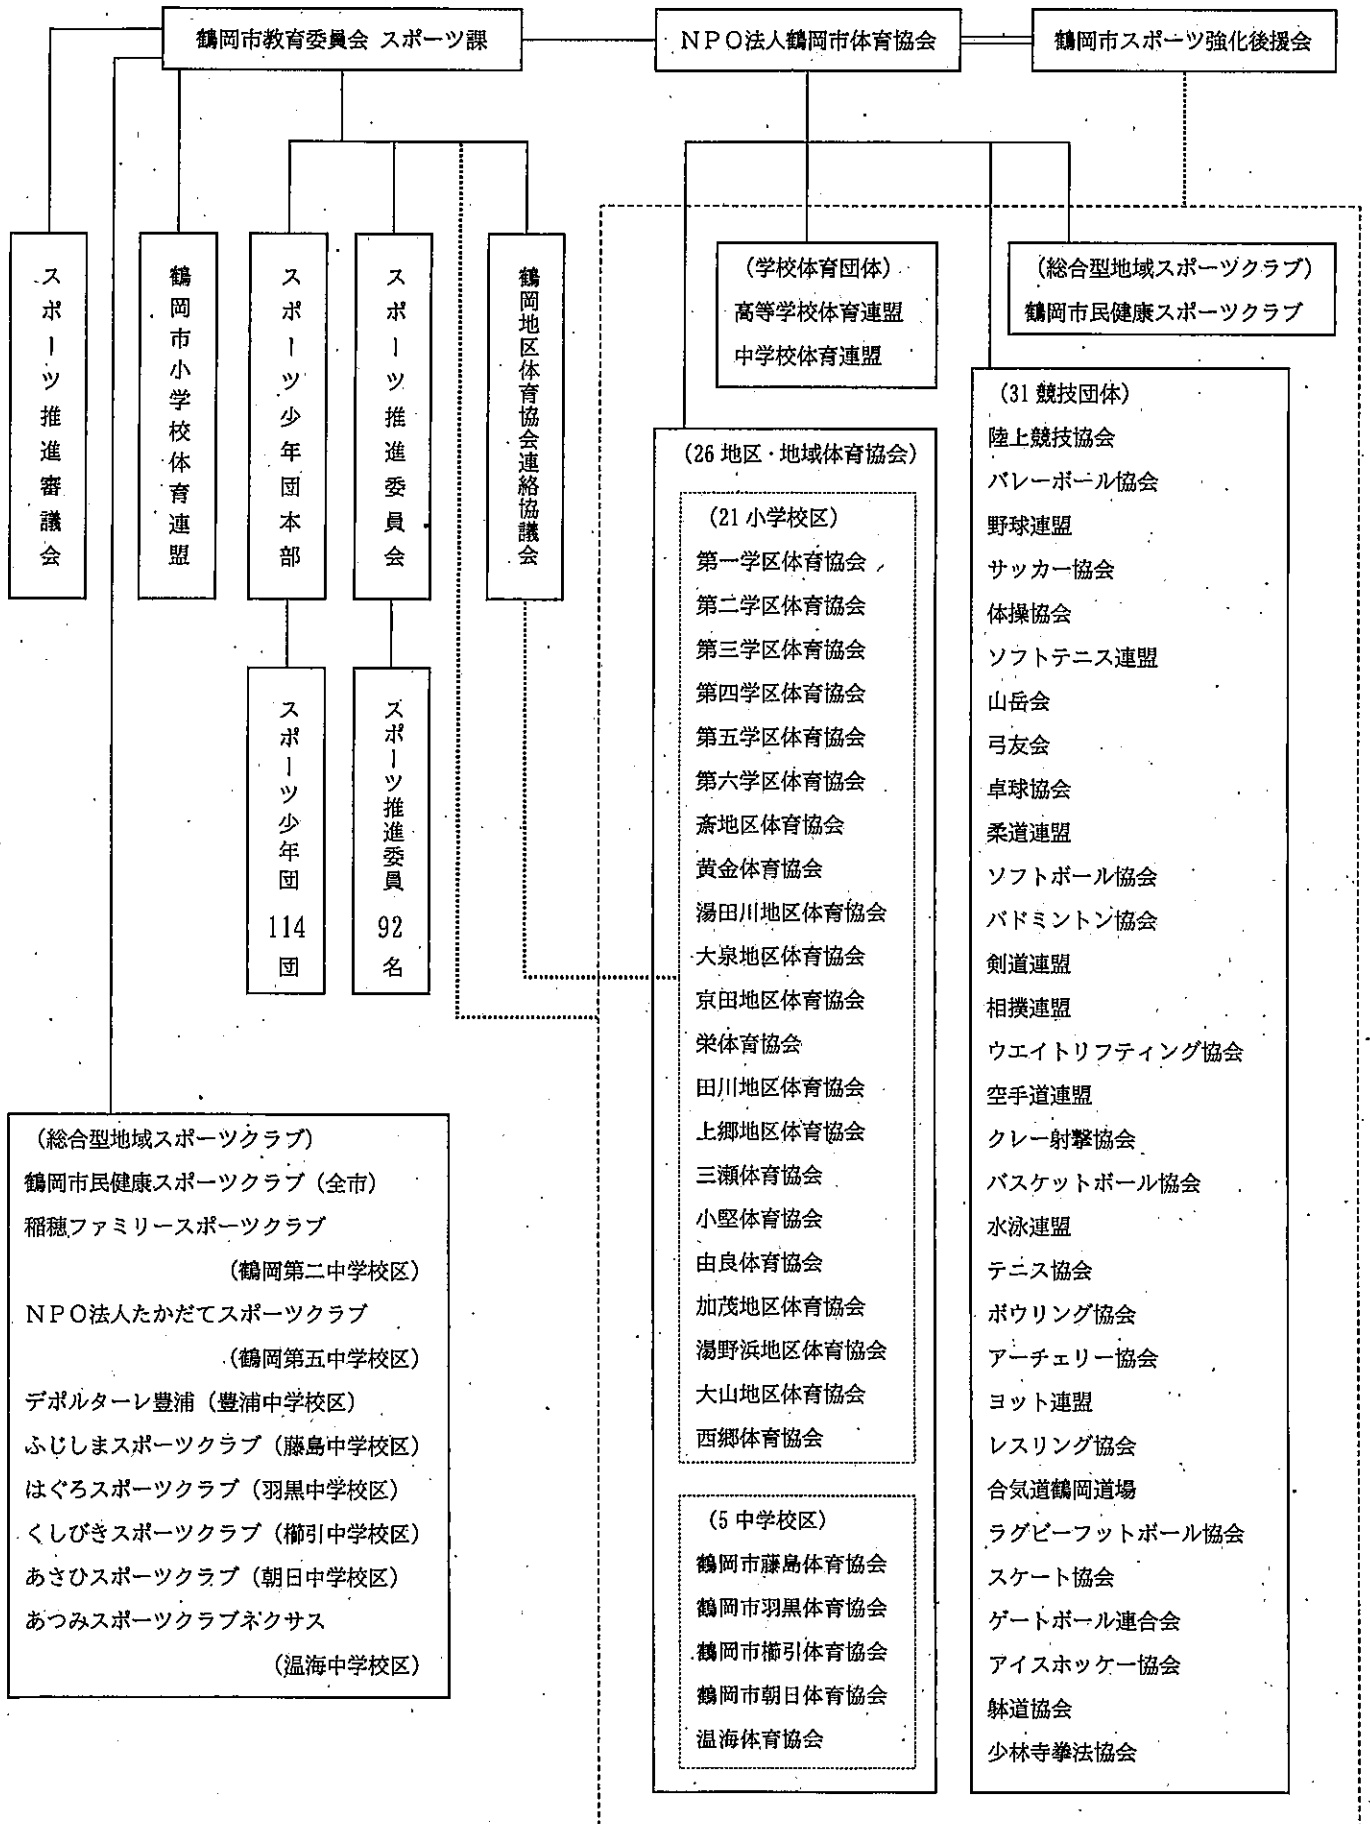 鶴岡市教育委員会 スポーツ課
NPO法人鶴岡市体育協会
鶴岡市スポーツ強化後援会
スポーツ推進審議会
鶴岡市小学校体育連盟
スポーツ少年団本部
スポーツ推進委員会
鶴岡地区体育協会連絡協議会
スポーツ少年団
114
団
スポーツ推進委員
92
名
(総合型地域スポーツクラブ)
鶴岡市民健康スポーツクラブ(全市)
稲穂ファミリースポーツクラブ
(鶴岡第二中学校区)
NPO法人たかだてスポーツクラブ
(鶴岡第五中学校区)
デポルターレ豊浦(豊浦中学校区)
ふじしまスポーツクラブ(藤島中学校区)
はぐろスポーツクラブ(羽黒中学校区)
くしびきスポーツクラブ(櫛引中学校区)
あさひスポーツクラブ(朝日中学校区)
あつみスポーツクラブネクサス
(温海中学校区)
(学校体育団体)
高等学校体育連盟
中学校体育連盟
(総合型地域スポーツクラブ)
鶴岡市民健康スポーツクラブ
(26地区・地域体育協会)
(21小学校区)
第一学区体育協会
第二学区体育協会
第三学区体育協会
第四学区体育協会
第五学区体育協会
第六学区体育協会
斎地区体育協会
黄金体育協会
湯田川地区体育協会
大泉地区体育協会
京田地区体育協会
栄体育協会
田川地区体育協会
上郷地区体育協会
三瀬体育協会
小堅体育協会
由良体育協会
加茂地区体育協会
湯野浜地区体育協会
大山地区体育協会
西郷体育協会
(5中学校区)
鶴岡市藤島体育協会
鶴岡市羽黒体育協会
鶴岡市櫛引体育協会
鶴岡市朝日体育協会
温海体育協会
(31競技団体)
陸上競技協会
バレーボール協会
野球連盟
サッカー協会
体操協会
ソフトテニス連盟
山岳会
弓友会
卓球協会
柔道連盟
ソフトボール協会
バドミントン協会
剣道連盟
相撲連盟
ウエイトリフティング協会
空手道連盟
クレー射撃協会
バスケットボール協会
水泳連盟
テニス協会
ボウリング協会
アーチェリー協会
ヨット連盟
レスリング協会
合気道鶴岡道場
ラグビーフットボール協会
スケート協会
ゲートボール連合会
アイスホッケー協会
躰道協会
少林寺拳法協会